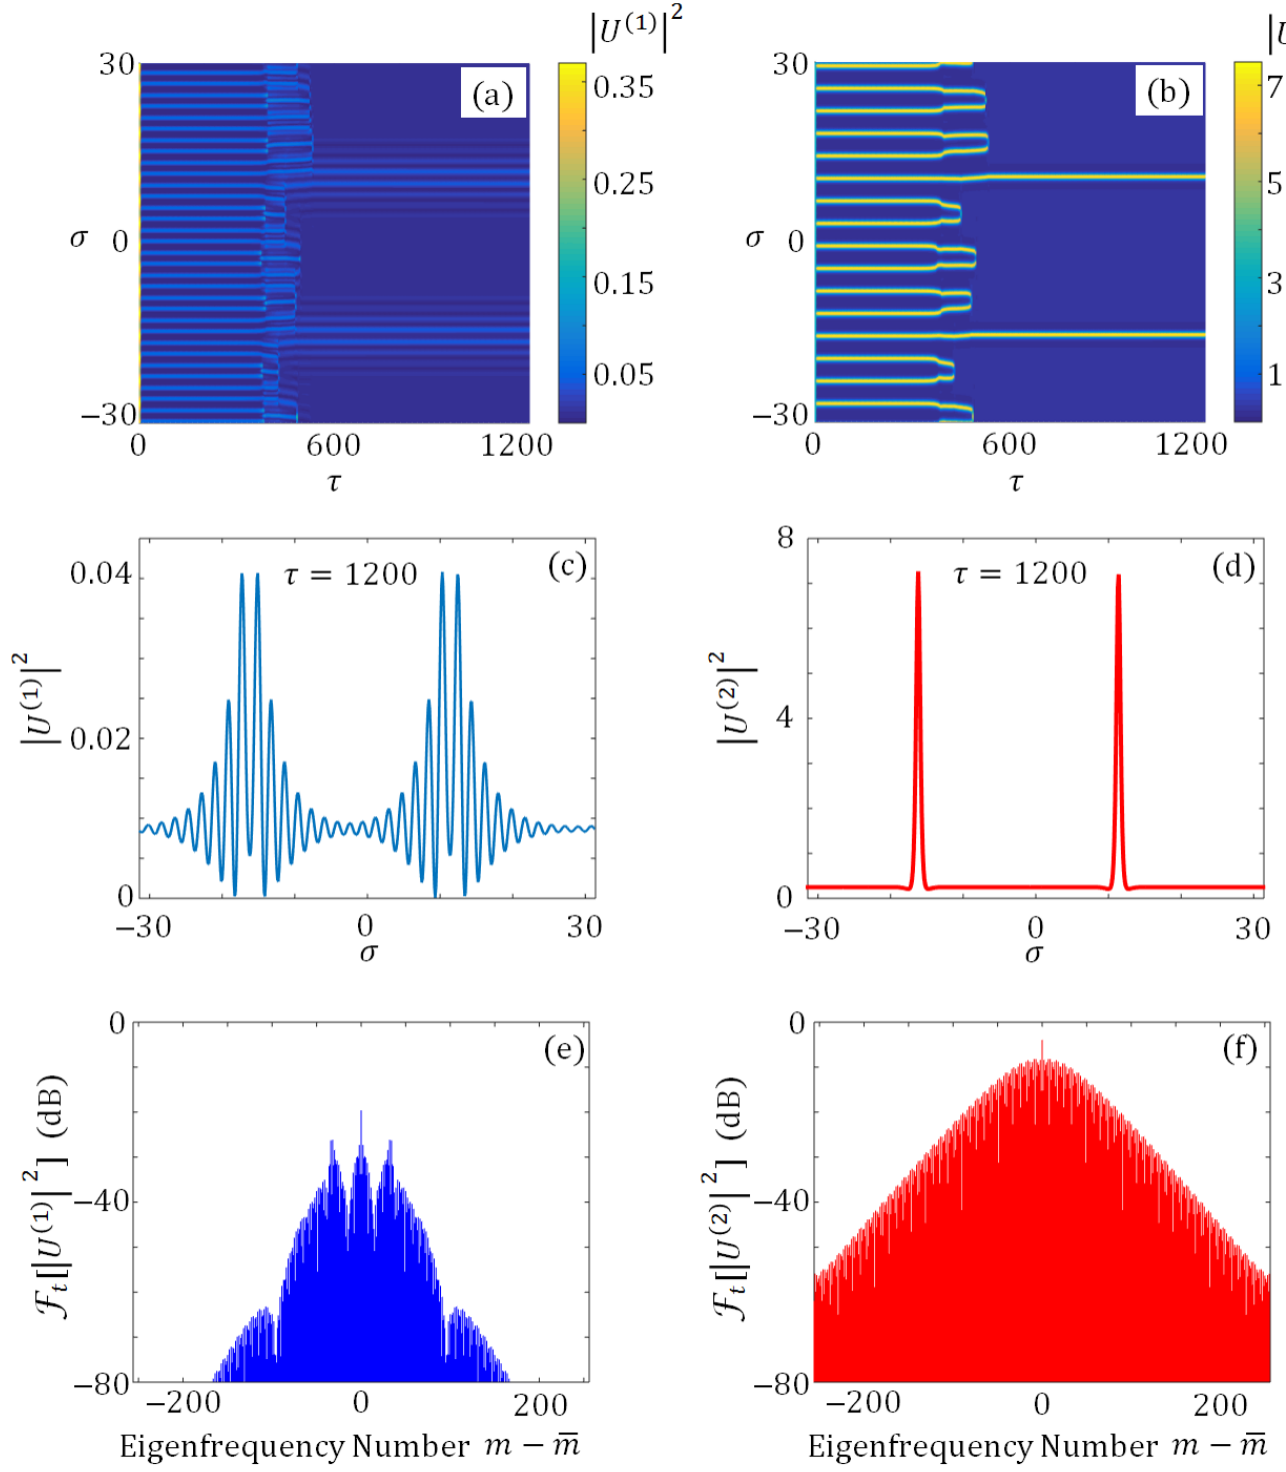 |U⁽¹⁾|²
|U
30
(a)
0.35
0.25
0.15
0.05
σ
0
−30
0
600
1200
τ
30
(b)
7
5
3
1
σ
0
−30
0
600
1200
τ
0.04
τ = 1200
(c)
|U⁽¹⁾|²
0.02
0
−30
0
30
σ
8
τ = 1200
(d)
|U⁽²⁾|²
4
0
−30
0
30
σ
0
(e)
ℱₜ[|U⁽¹⁾|²] (dB)
−40
−80
−200
0
200
Eigenfrequency Number m − m̅
0
(f)
ℱₜ[|U⁽²⁾|²] (dB)
−40
−80
−200
0
200
Eigenfrequency Number m − m̅